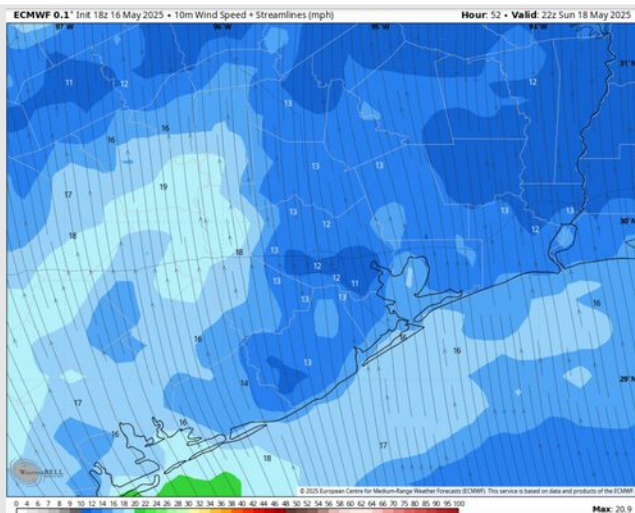 ECMWF 0.1° Init 18z 16 May 2025 • 10m Wind Speed + Streamlines (mph) Hour: 52 • Valid: 22z Sun 18 May 2025
97°W 96°W 95°W 94°W
31°N
11 12 12
13
16 16
13 13
17 19
13 13 13
18 12 12
30°N
18 13
12
13 12 11
13 13
16
16 16
16 13 16
29°N
14
17
16 16
17
18
WeatherBELL
© 2025 European Centre for Medium-Range Weather Forecasts (ECMWF). This service is based on data and products of the ECMWF.
0 4 6 8 9 10 12 14 16 18 20 22 24 26 28 30 32 34 36 38 40 42 44 46 48 50 52 54 56 58 60 65 70 75 80 85 90 95 100
Max: 20.9